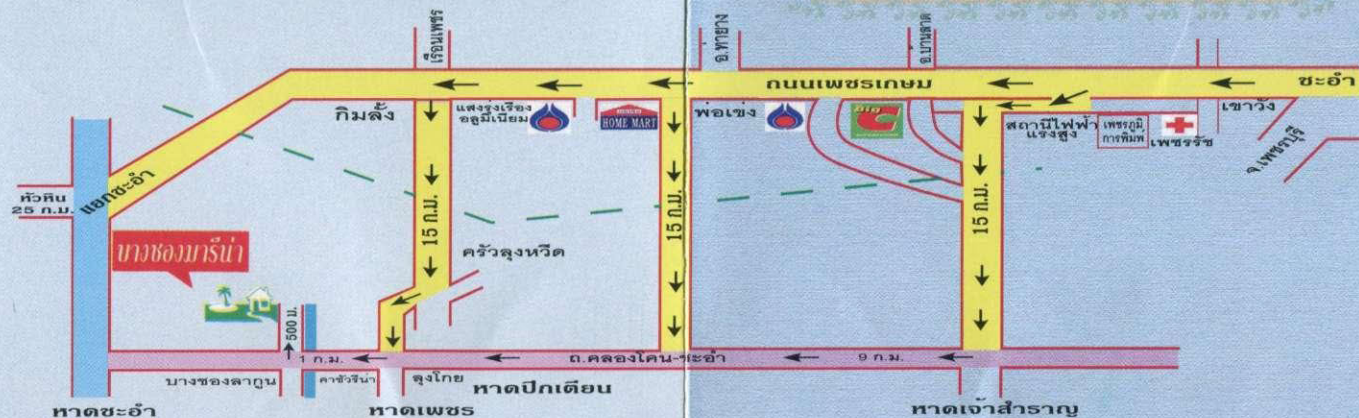 เรือนเพชร
อ.ท่ายาง
อ.บ้านลาด
ถนนเพชรเกษม
ชะอำ
กิมลั้ง
แสงรุ่งเรือง
อลูมิเนียม
HOME MART
พ่อเข่ง
Big
C
สถานีไฟฟ้า
แรงสูง
เพชรภูมิ
การพิมพ์
เพชรรัช
เขาวัง
จ.เพชรบุรี
หัวหิน
25 ก.ม.
แยกชะอำ
15 ก.ม.
15 ก.ม.
15 ก.ม.
บางชองมารีน่า
ครัวลุงหวีด
500 ม.
1 ก.ม.
ถ.คลองโคน-ชะอำ
9 ก.ม.
บางชองลากูน
คาซัวรีน่า
ลุงโกย
หาดปึกเตียน
หาดชะอำ
หาดเพชร
หาดเจ้าสำราญ